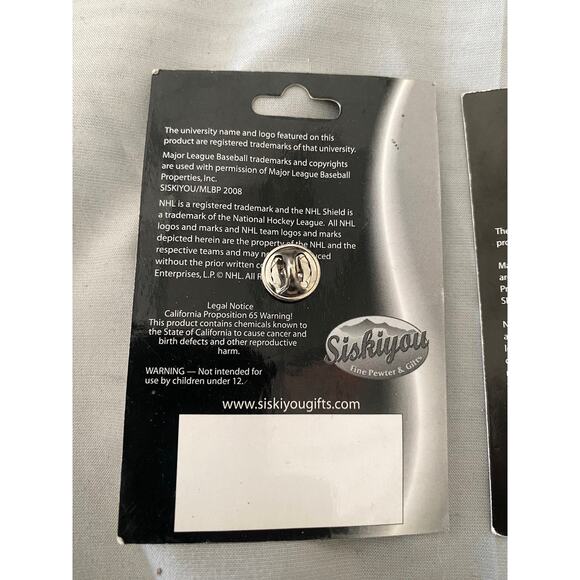 The university name and logo featured on this
product are registered trademarks of that university.
Major League Baseball trademarks and copyrights
are used with permission of Major League Baseball
Properties, Inc.
SISKIYOU/MLBP 2008
NHL is a registered trademark and the NHL Shield is
a trademark of the National Hockey League. All NHL
logos and marks and NHL team logos and marks
depicted herein are the property of the NHL and the
respective teams and may
without the prior written
Enterprises, L.P. © NHL. All
Legal Notice
California Proposition 65 Warning!
This product contains chemicals known to
the State of California to cause cancer and
birth defects and other reproductive
harm.
WARNING — Not intended for
use by children under 12.
Siskiyou
Fine Pewter & Gifts
www.siskiyougifts.com
The
pro
Ma
are
Pr